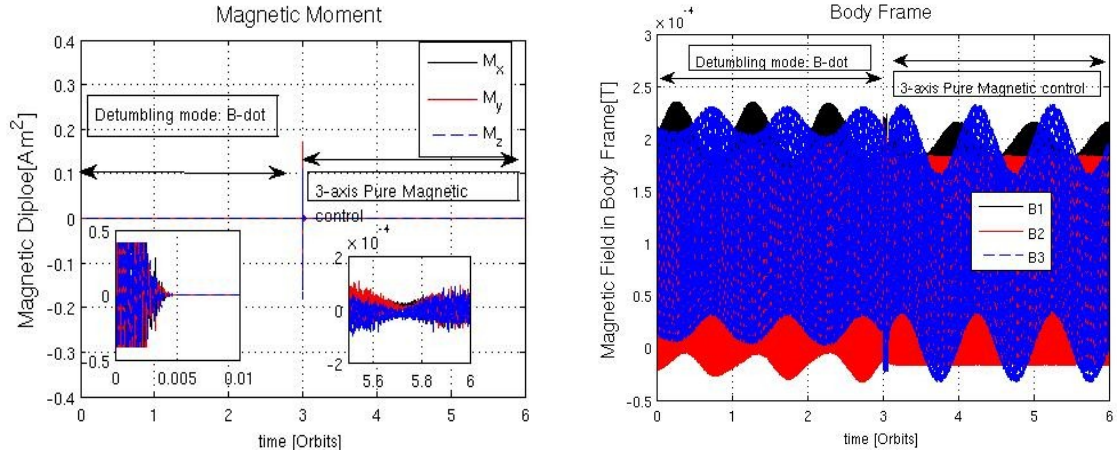 Magnetic Moment
0.4
0.3
0.2
0.1
0
-0.1
-0.2
-0.3
-0.4
Magnetic Diploe[Am²]
Detumbling mode: B-dot
M_x
M_y
M_z
3-axis Pure Magnetic
control
0.5
0
0.5
0 0.005 0.01
× 10⁻⁴
2
0
-2
5.6 5.8 6
0 1 2 3 4 5 6
time [Orbits]
Body Frame
× 10⁻⁴
3
2.5
2
1.5
1
0.5
0
-0.5
Magnetic Field in Body Frame[T]
Detumbling mode: B-dot
3-axis Pure Magnetic control
B1
B2
B3
0 1 2 3 4 5 6
time [Orbits]